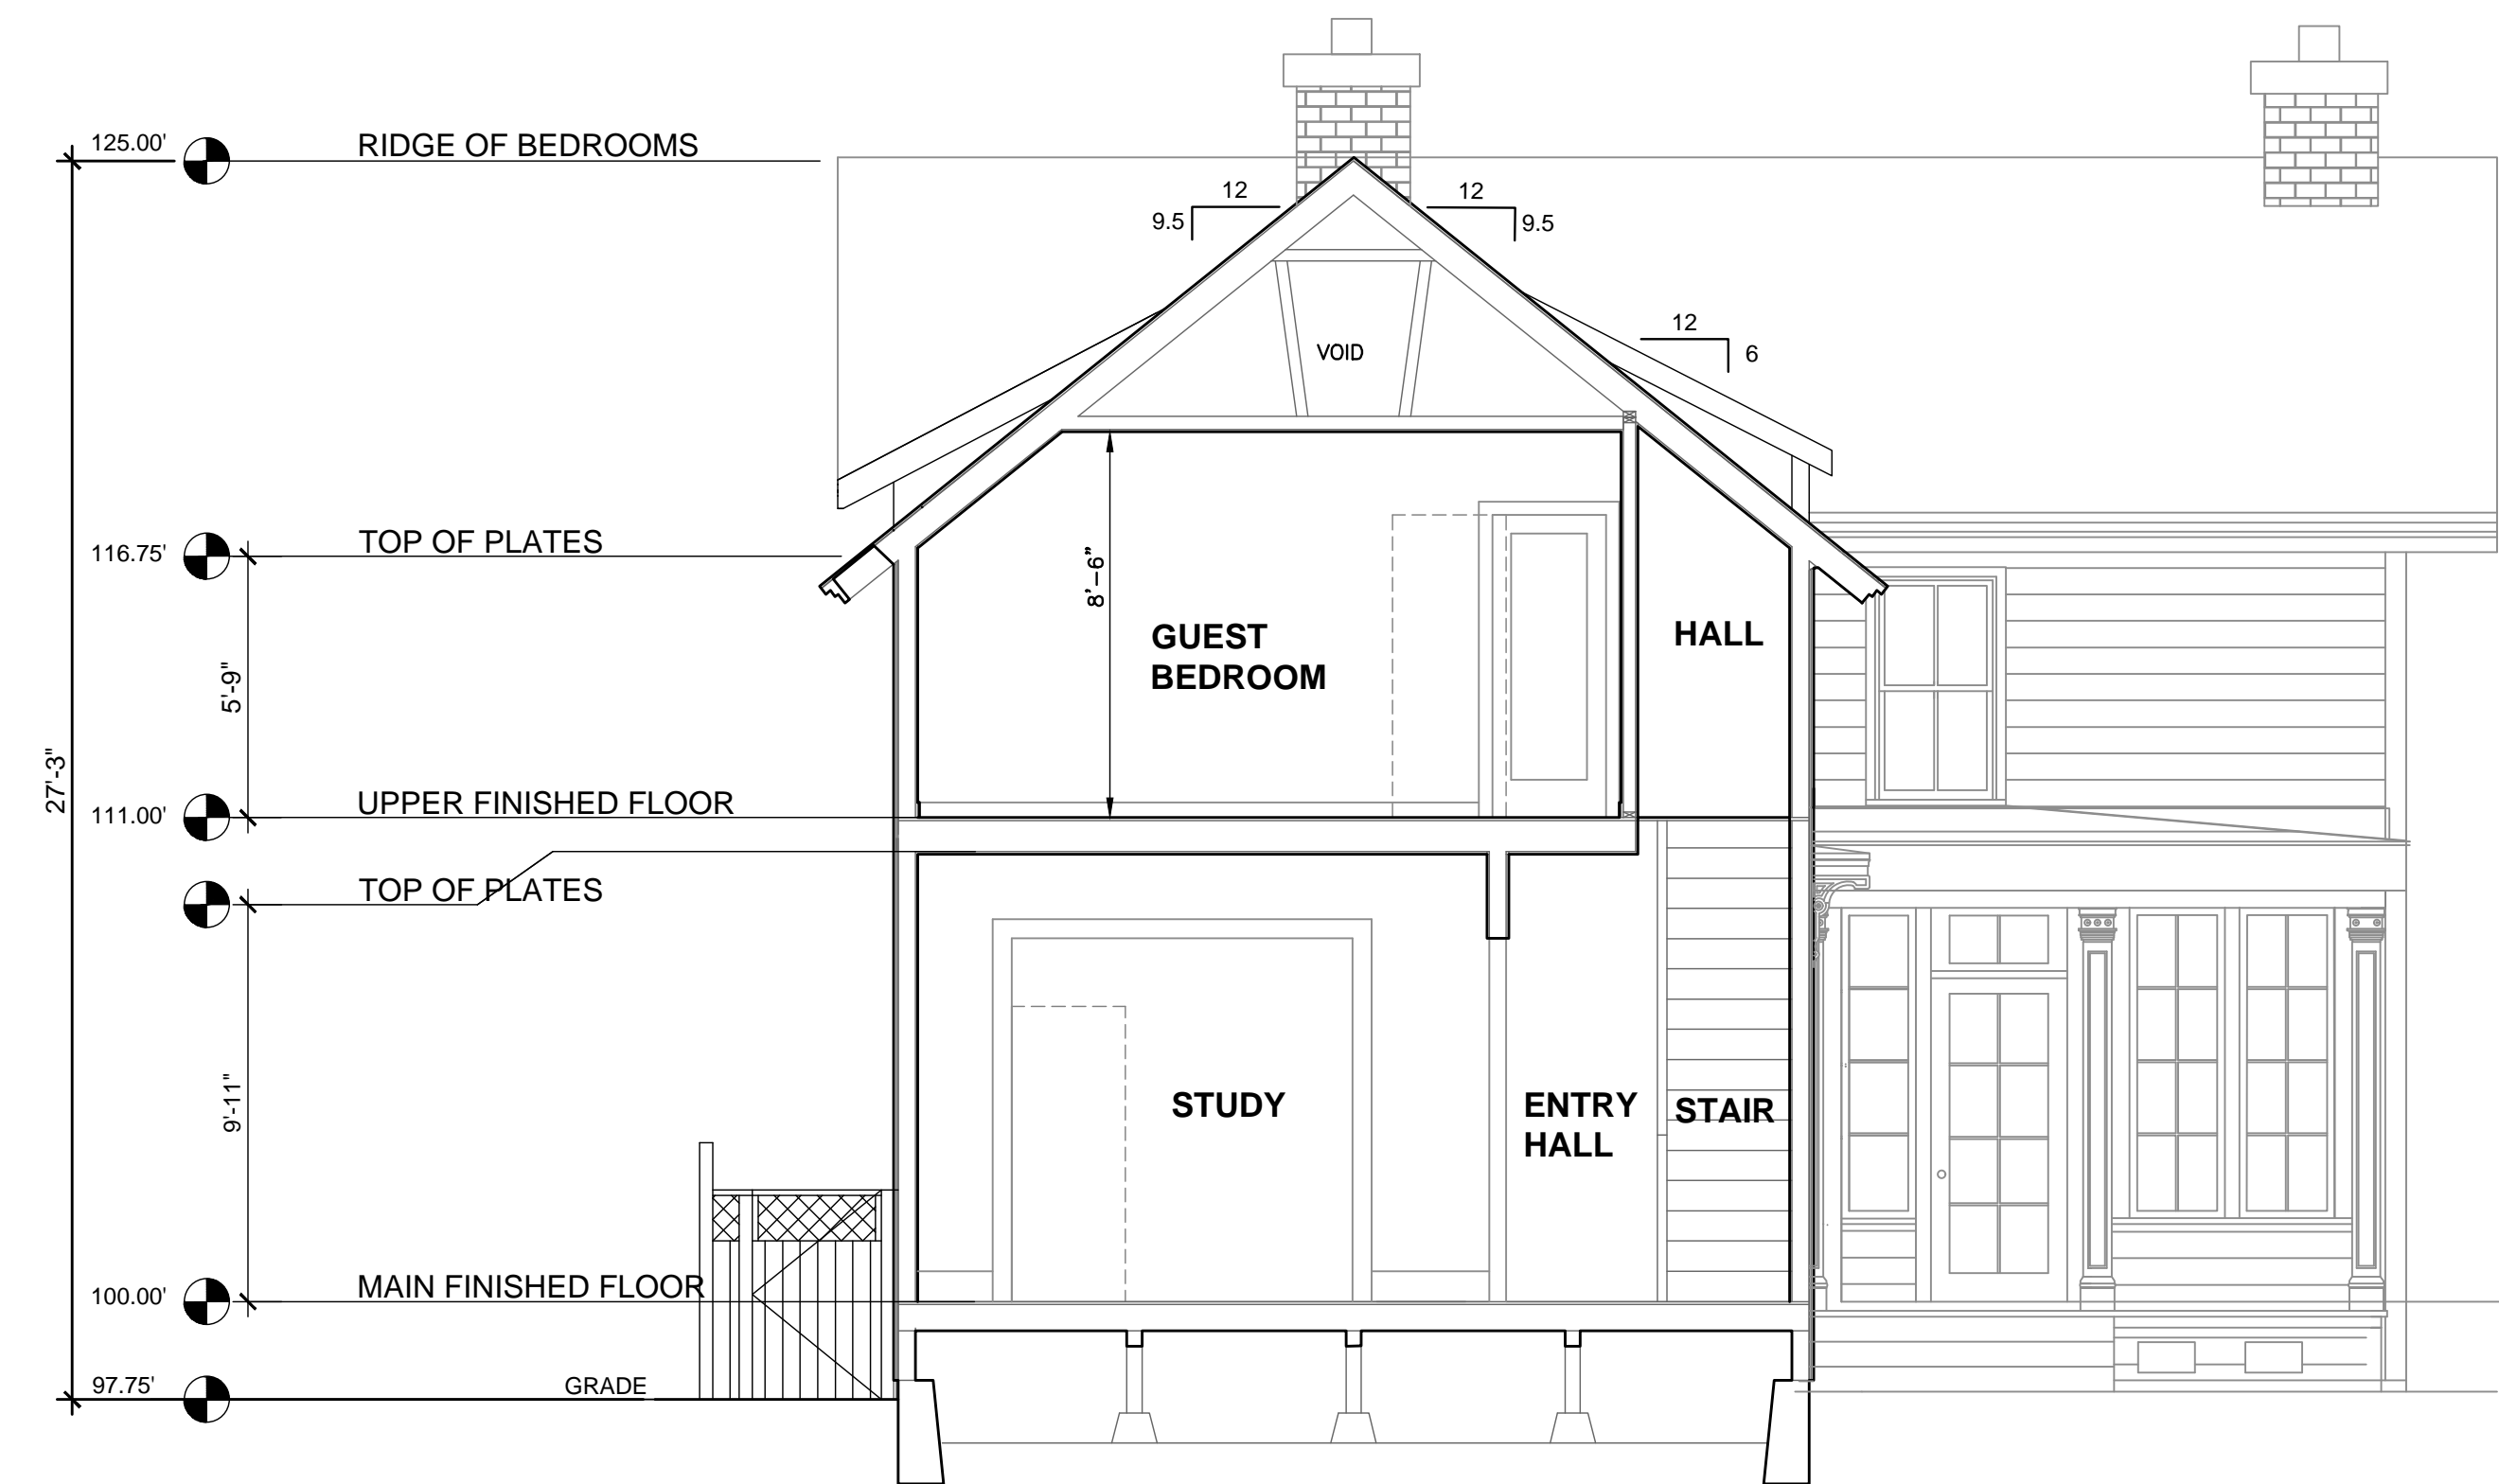 125.00'
RIDGE OF BEDROOMS
12
9.5
12
9.5
12
6
VOID
116.75'
TOP OF PLATES
8'-6"
5'-9"
GUEST
BEDROOM
HALL
27'-3"
111.00'
UPPER FINISHED FLOOR
TOP OF PLATES
9'-11"
STUDY
ENTRY
HALL
STAIR
100.00'
MAIN FINISHED FLOOR
97.75'
GRADE